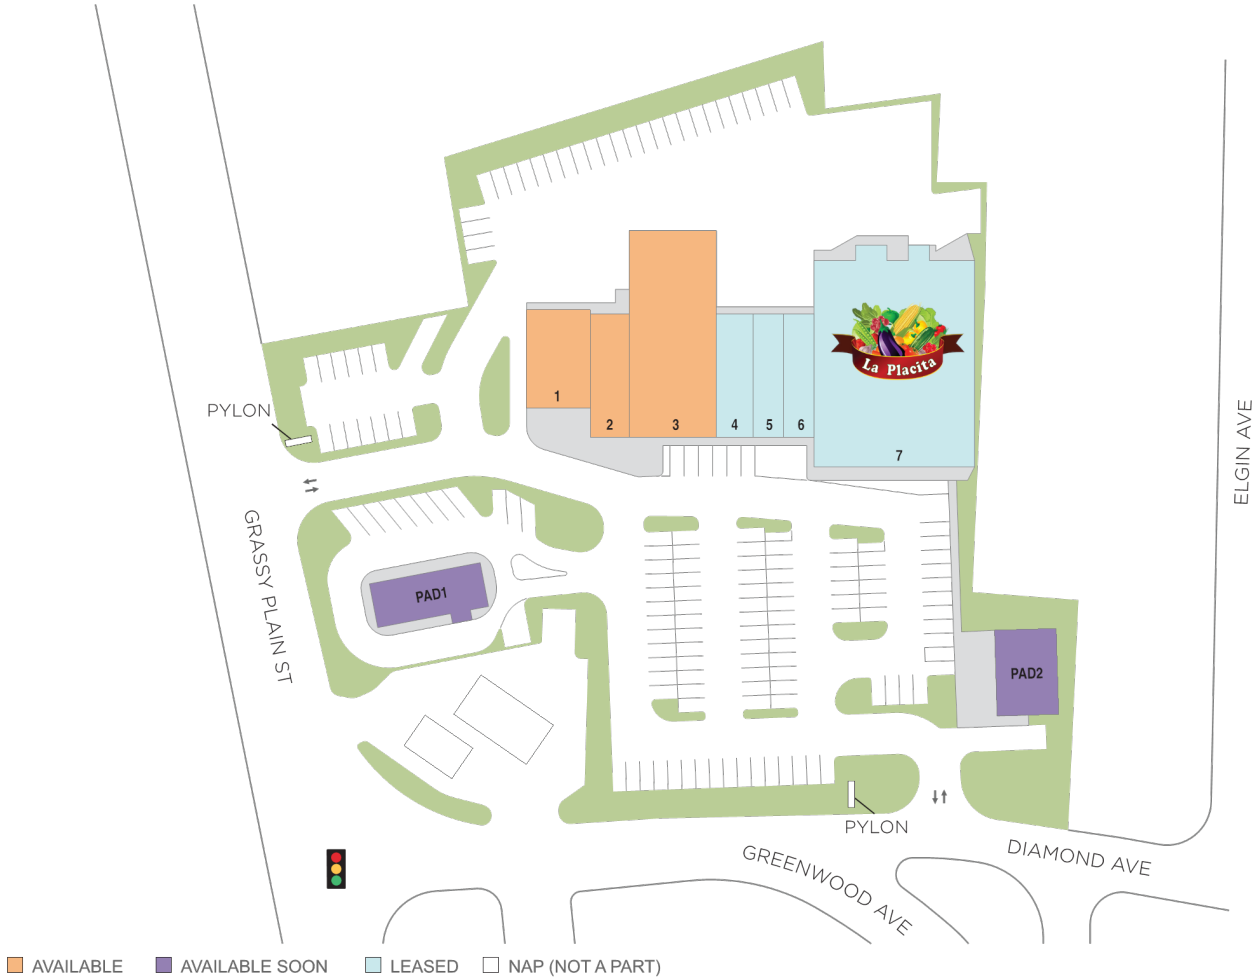 La Placita
1
2
3
4
5
6
7
PYLON
ELGIN AVE
GRASSY PLAIN ST
PAD1
PAD2
PYLON
GREENWOOD AVE
DIAMOND AVE
AVAILABLE
AVAILABLE SOON
LEASED
NAP (NOT A PART)